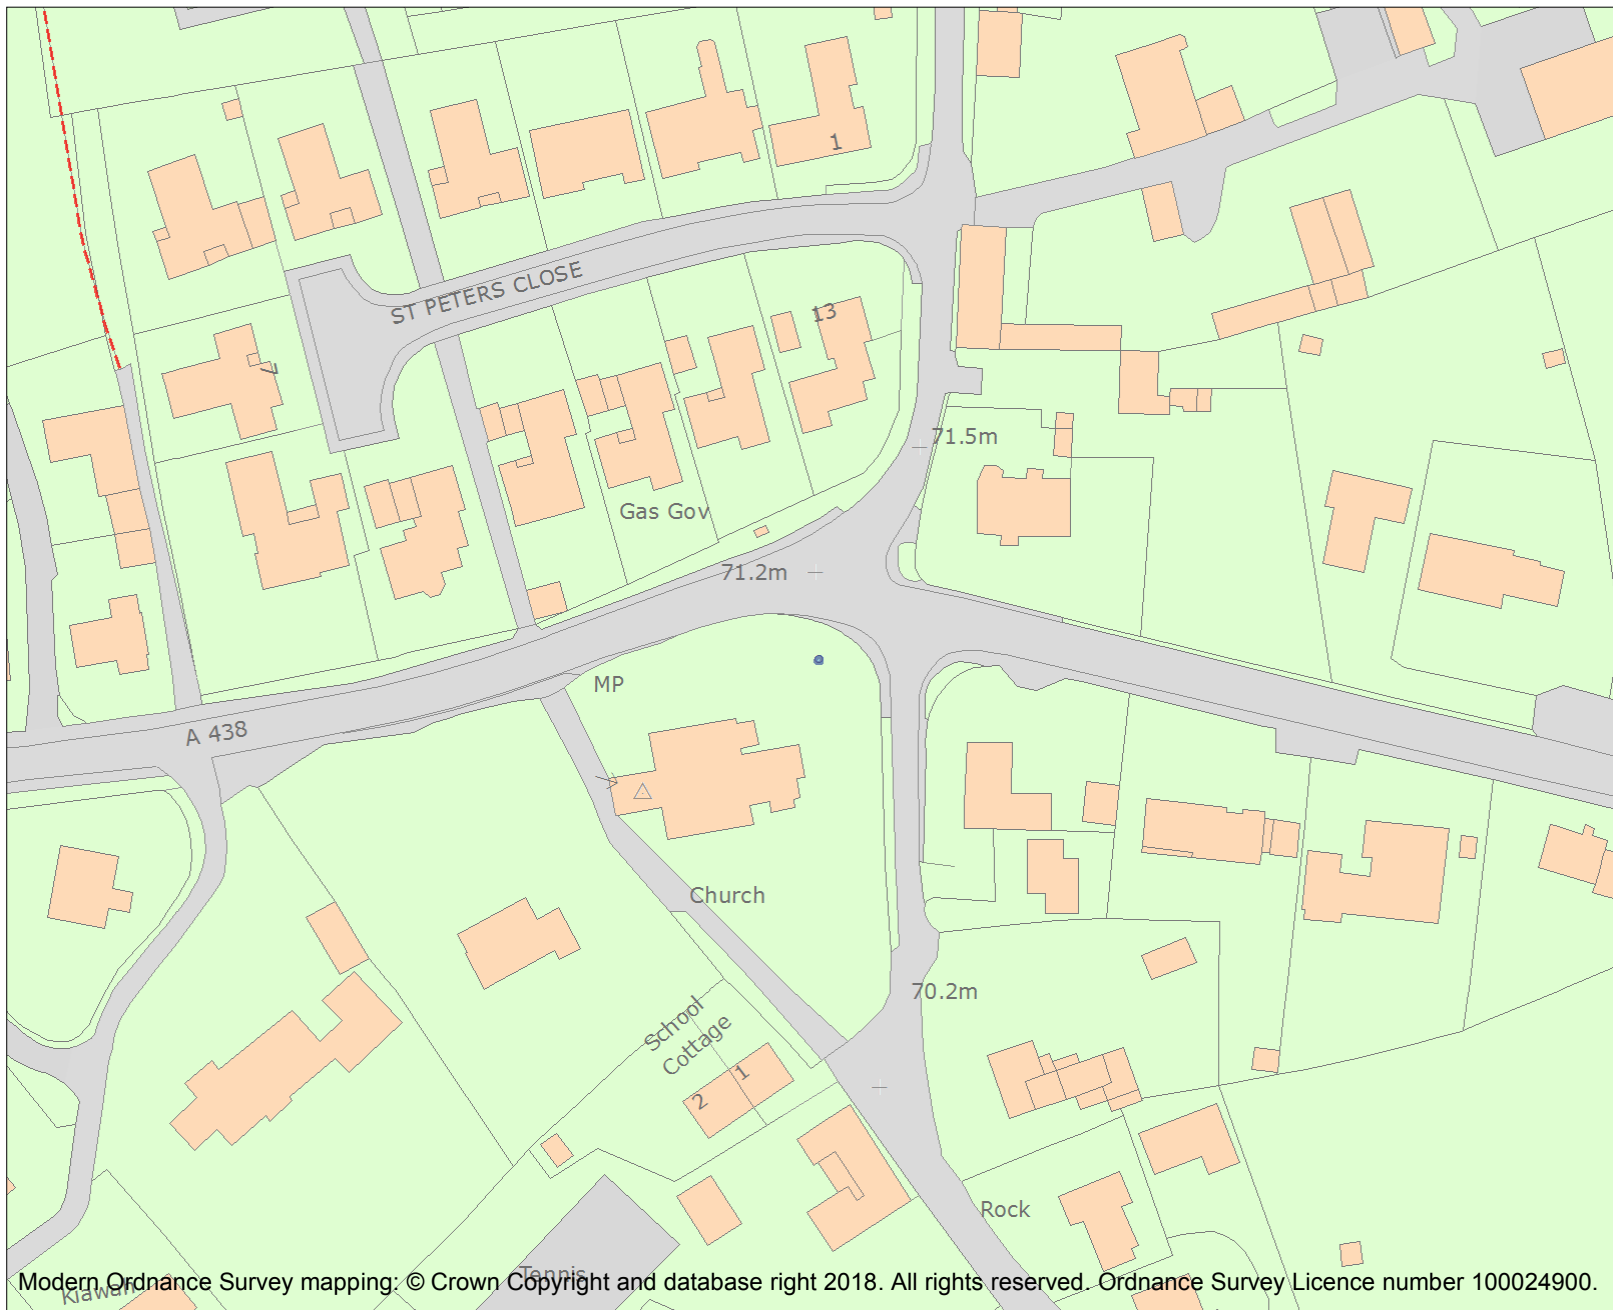 1
ST PETERS CLOSE
13
7
71.5m
Gas Gov
71.2m
MP
A 438
Church
70.2m
School
Cottage
1
2
Rock
Tennis
Kiawah
Modern Ordnance Survey mapping: © Crown Copyright and database right 2018. All rights reserved. Ordnance Survey Licence number 100024900.